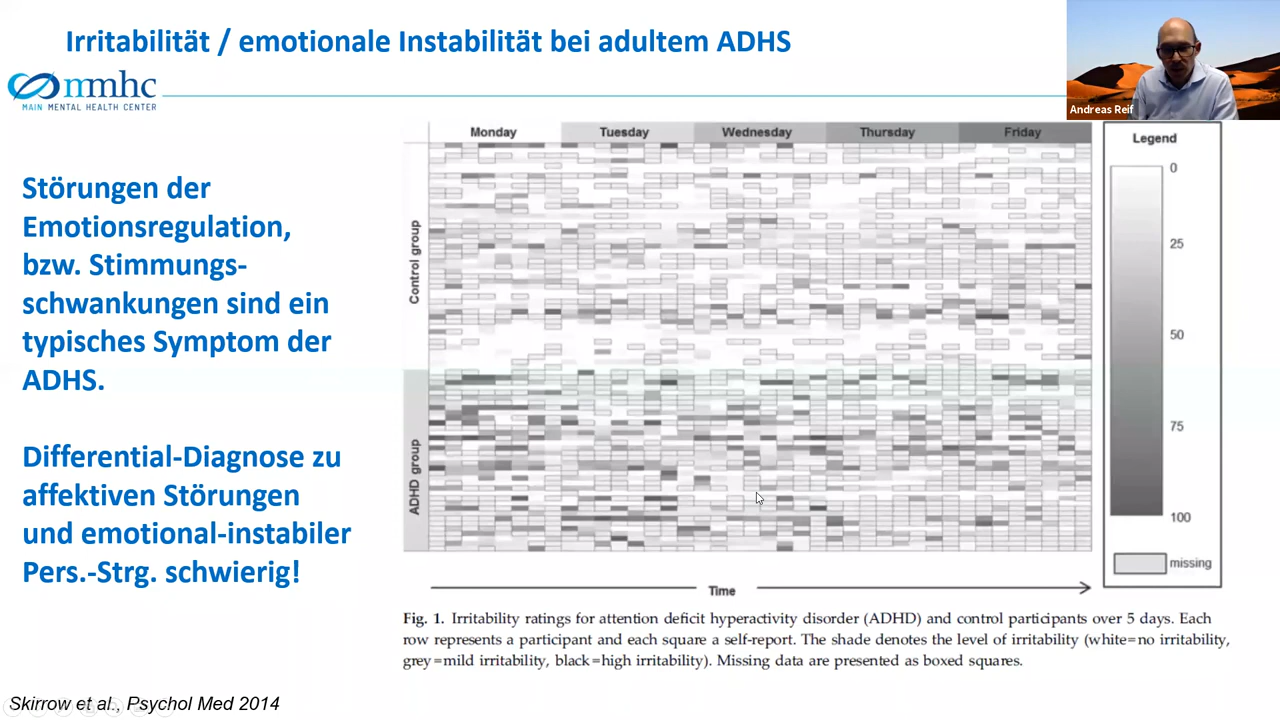 Irritabilität / emotionale Instabilität bei adultem ADHS
mmhc
MAIN MENTAL HEALTH CENTER
Andreas Reif
Störungen der
Emotionsregulation,
bzw. Stimmungs-
schwankungen sind ein
typisches Symptom der
ADHS.
Differential-Diagnose zu
affektiven Störungen
und emotional-instabiler
Pers.-Strg. schwierig!
Monday Tuesday Wednesday Thursday Friday
Control group
ADHD group
Time
Legend
0
25
50
75
100
missing
Fig. 1. Irritability ratings for attention deficit hyperactivity disorder (ADHD) and control participants over 5 days. Each
row represents a participant and each square a self-report. The shade denotes the level of irritability (white=no irritability,
grey=mild irritability, black=high irritability). Missing data are presented as boxed squares.
Skirrow et al., Psychol Med 2014